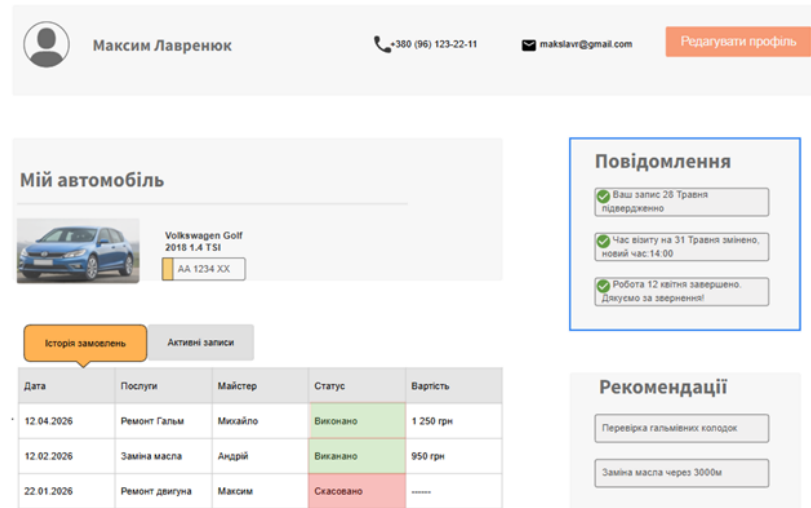 Максим Лавренюк
+380 (96) 123-22-11
makslavr@gmail.com
Редагувати профіль
Мій автомобіль
Volkswagen Golf
2018 1.4 TSI
AA 1234 XX
Історія замовлень
Активні записи
Дата Послуги Майстер Статус Вартість
12.04.2026 Ремонт Гальм Михайло Виконано 1 250 грн
12.02.2026 Заміна масла Андрій Виканано 950 грн
22.01.2026 Ремонт двигуна Максим Скасовано ------
Повідомлення
Ваш запис 28 Травня
підвердженно
Час візиту на 31 Травня змінено,
новий час:14:00
Робота 12 квітня завершено.
Дякуємо за звернення!
Рекомендації
Перевірка гальмівних колодок
Заміна масла через 3000м